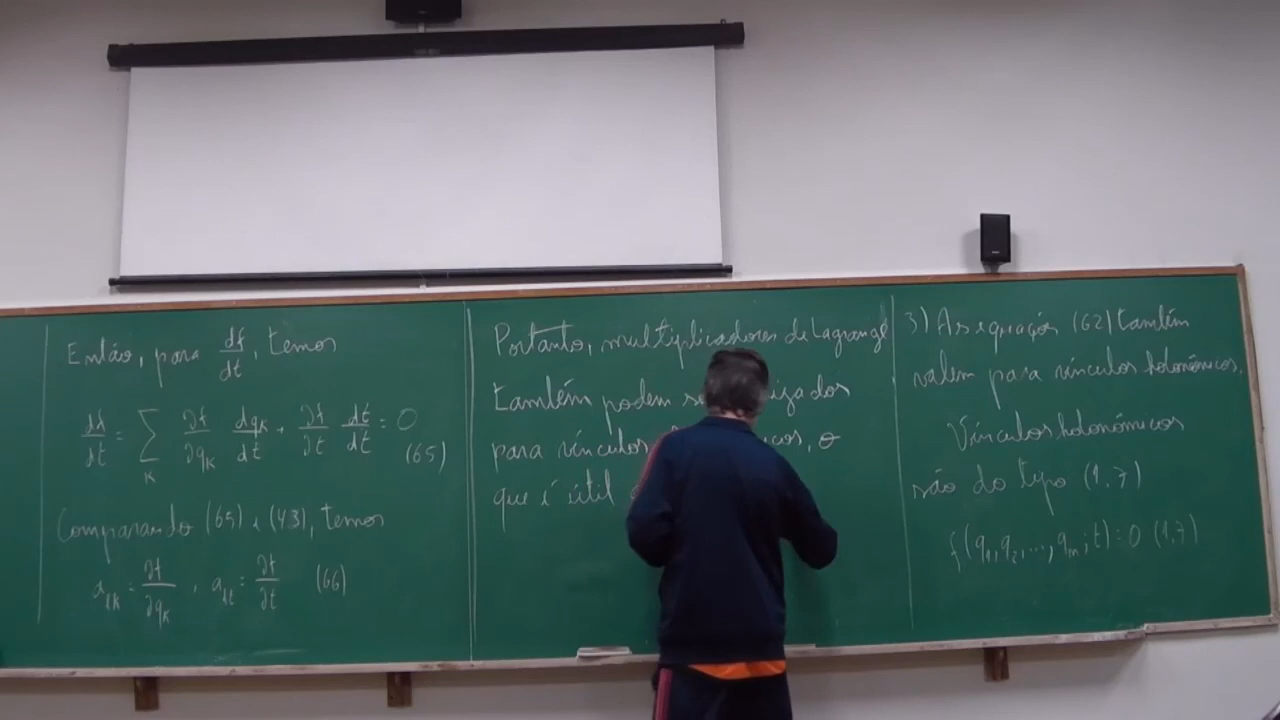 Então, para df/dt, temos
df/dt = ∑_K ∂f/∂q_K dq_K/dt + ∂f/∂t dt/dt = 0 (65)
Comparando (65) e (43), temos
a_lK = ∂f/∂q_K , a_lt = ∂f/∂t (66)
Portanto, multiplicadores de Lagrange
também podem
para vínculos , o
que é útil
3) As equações (62) também
valem para vínculos holonômicos.
Vínculos holonômicos
são do tipo (1.7)
f(q_1, q_2, ..., q_n; t) = 0 (1.7)